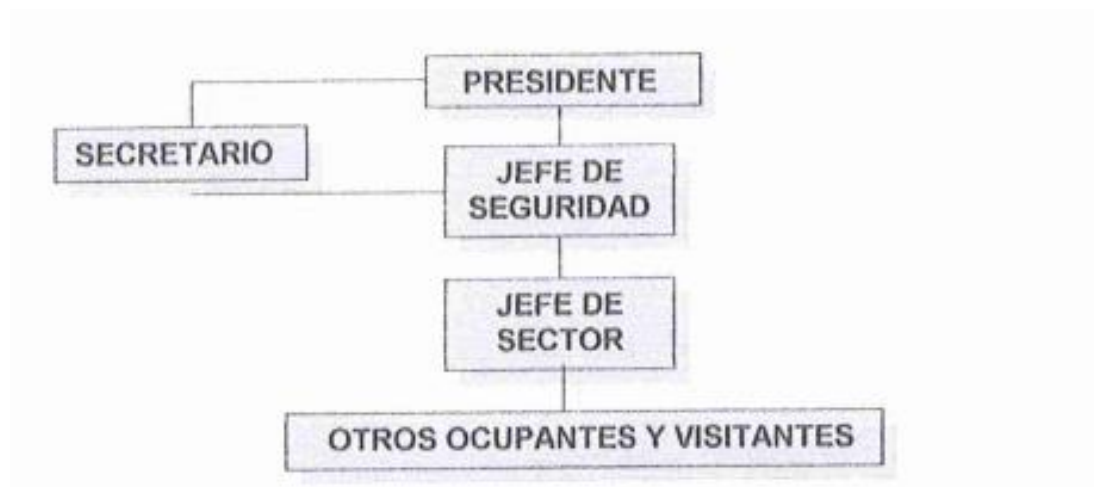 PRESIDENTE
SECRETARIO
JEFE DE
SEGURIDAD
JEFE DE
SECTOR
OTROS OCUPANTES Y VISITANTES